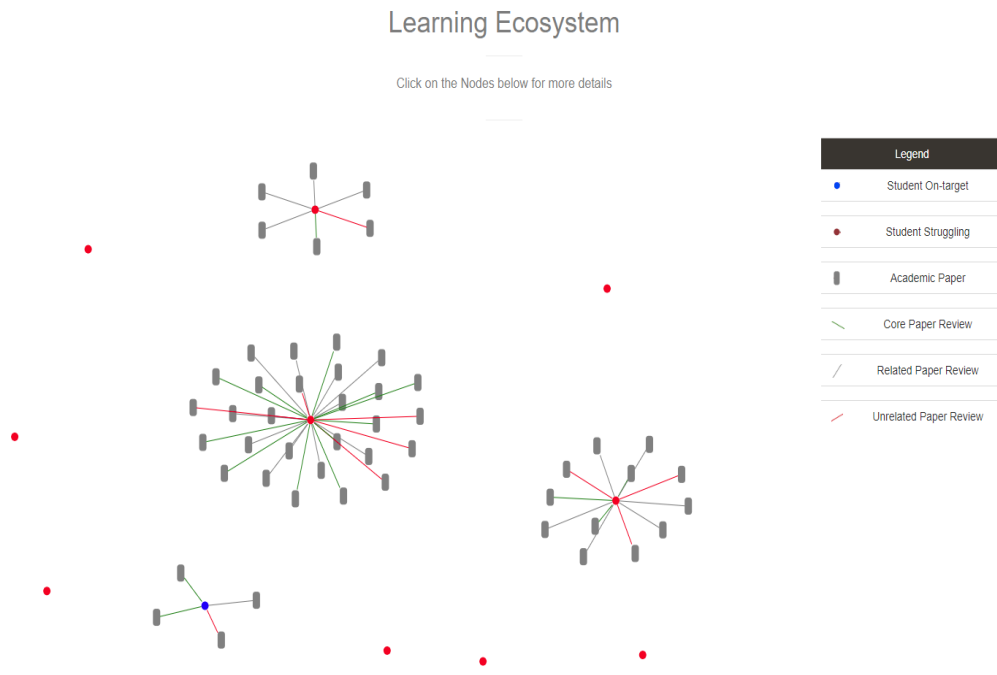 Learning Ecosystem
Click on the Nodes below for more details
Legend
Student On-target
Student Struggling
Academic Paper
Core Paper Review
Related Paper Review
Unrelated Paper Review